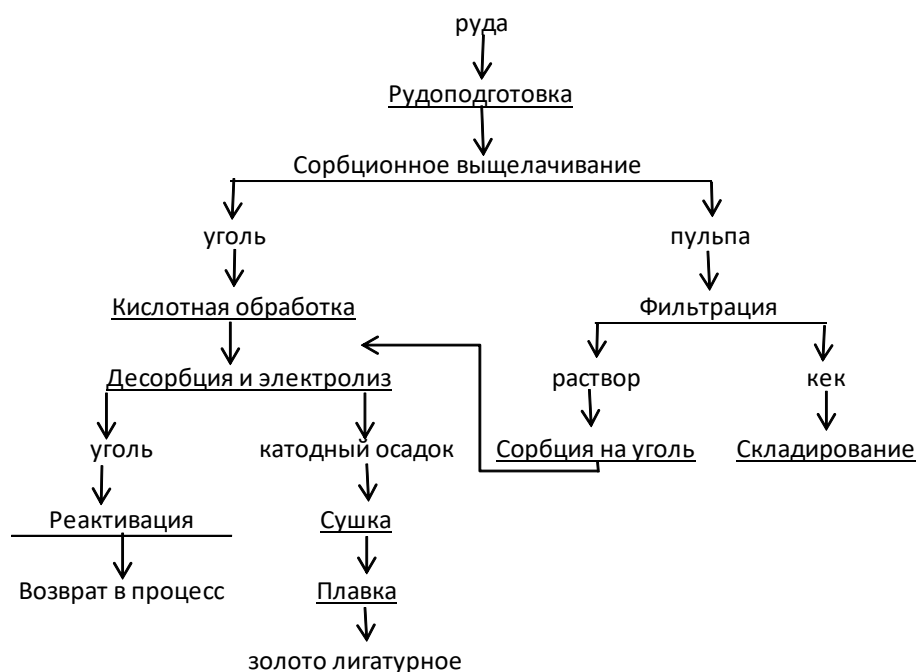 руда
Рудоподготовка
Сорбционное выщелачивание
уголь пульпа
Кислотная обработка Фильтрация
Десорбция и электролиз раствор кек
уголь катодный осадок Сорбция на уголь Складирование
Реактивация Сушка
Возврат в процесс Плавка
золото лигатурное